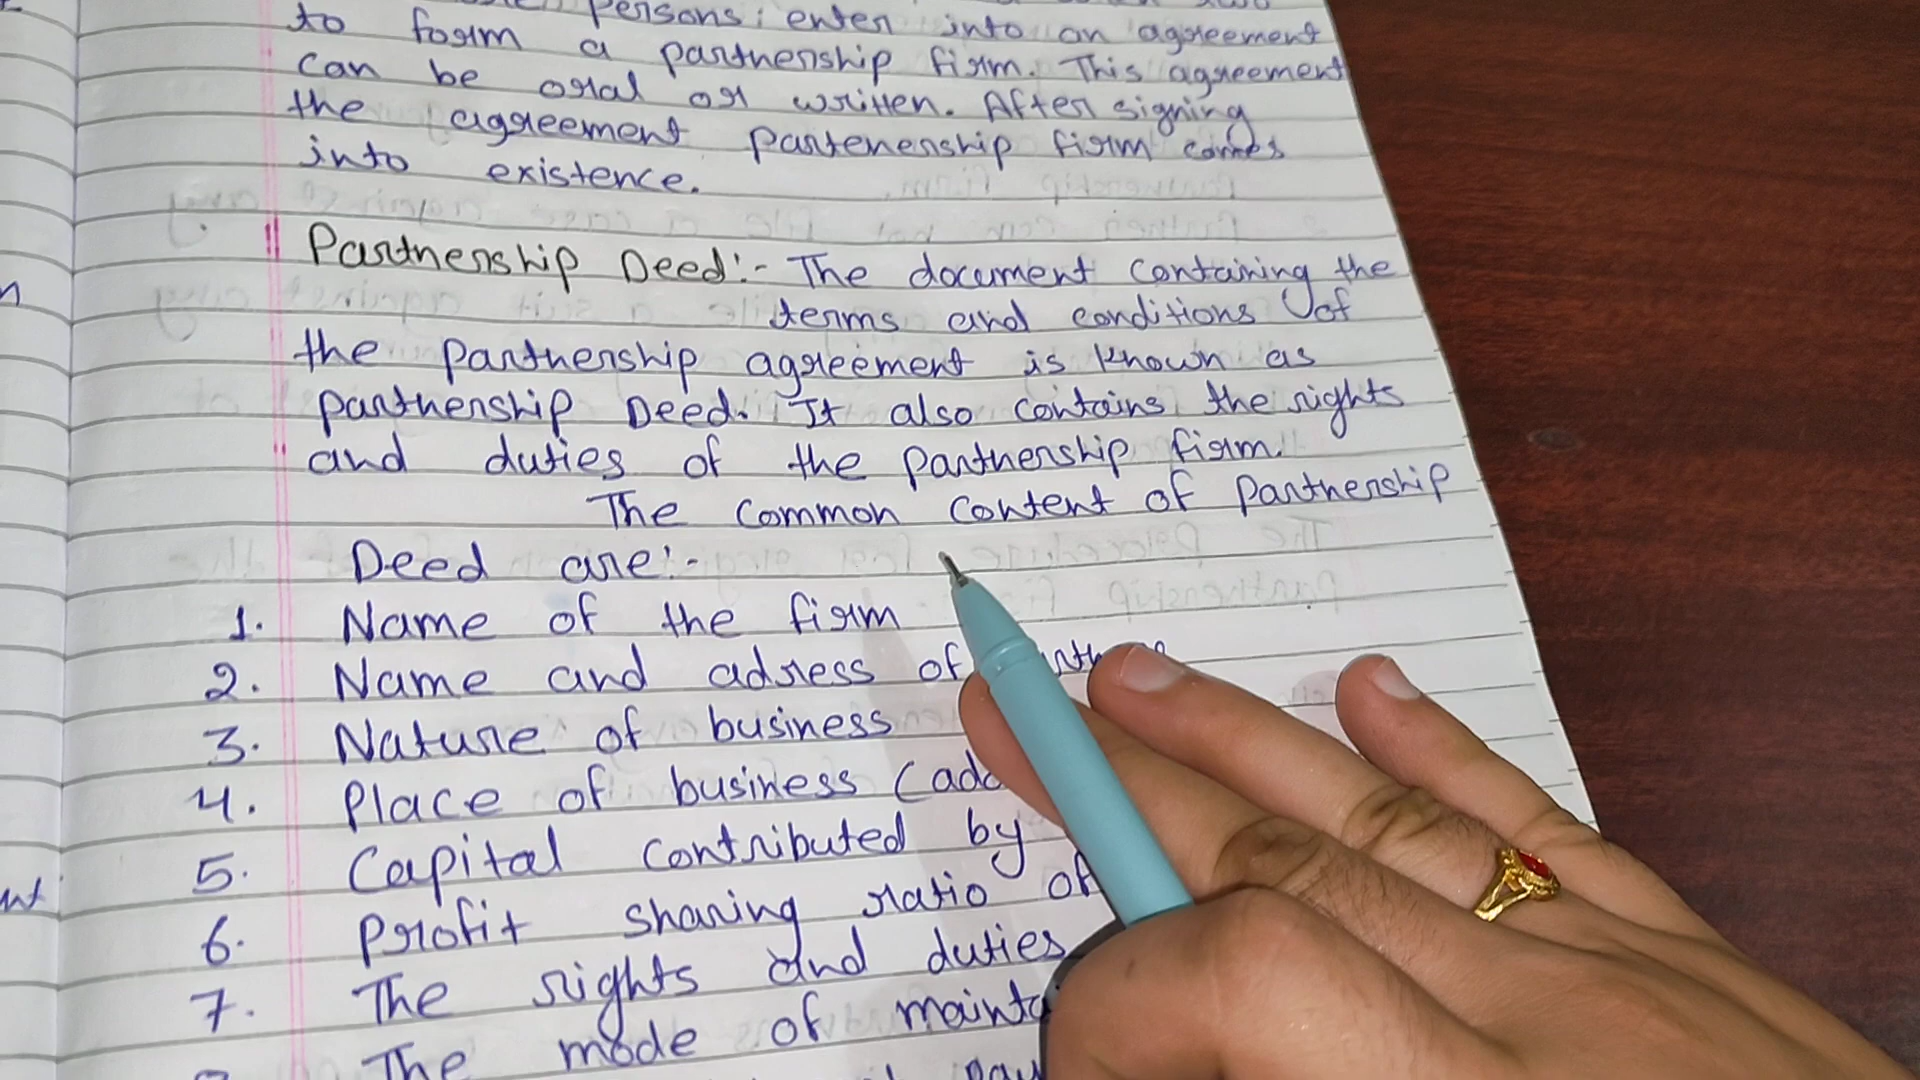 Persons enter into an agreement
to form a partnership firm. This agreement
can be oral or written. After signing
the agreement partenership firm comes
into existence.
Partnership Deed:- The document containing the
terms and conditions of
the partnership agreement is known as
partnership Deed. It also contains the rights
and duties of the partnership firm.
The common content of partnership
Deed are:-
1. Name of the firm
2. Name and adress of
3. Nature of business
4. Place of business (add
5. Capital contributed by
6. Profit sharing ratio of
7. The rights and duties
The mode of mainta